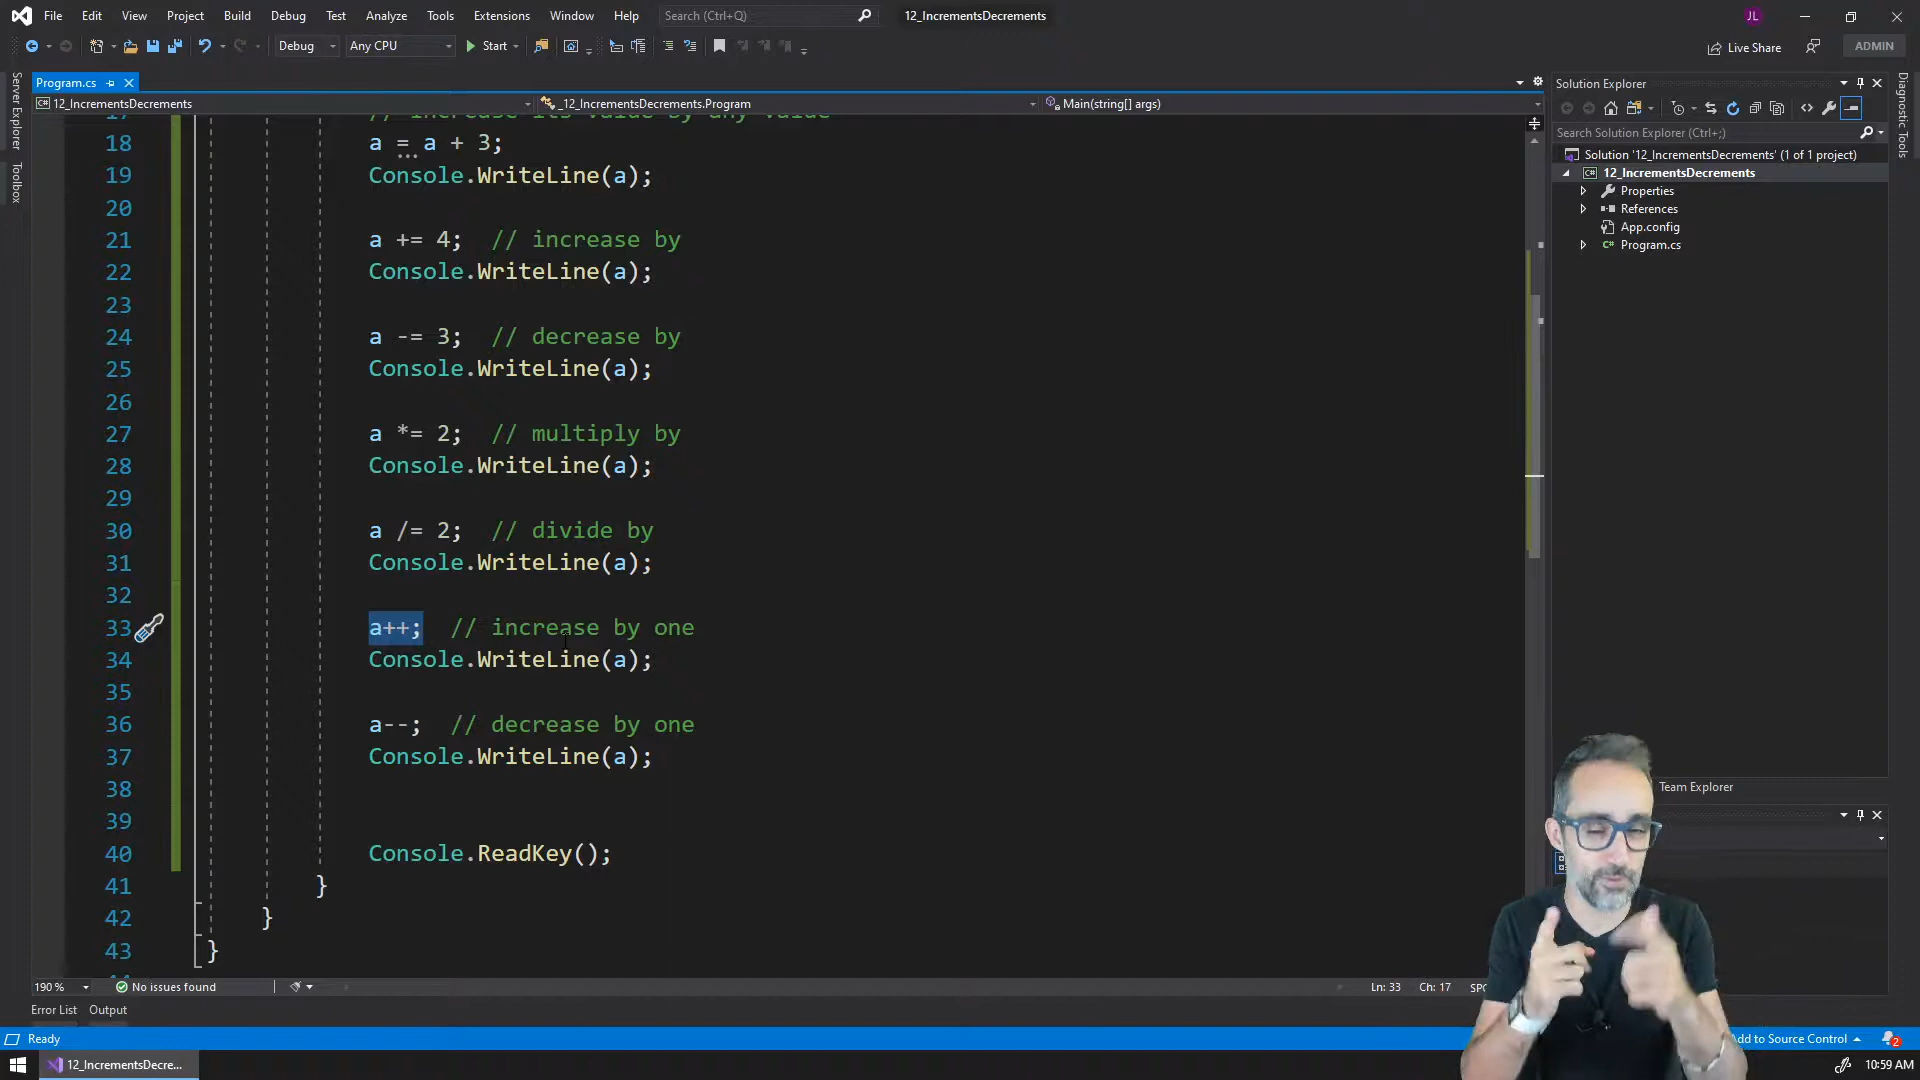 File Edit View Project Build Debug Test Analyze Tools Extensions Window Help Search (Ctrl+Q) 12_IncrementsDecrements JL
Debug Any CPU Start Live Share ADMIN
Program.cs
12_IncrementsDecrements _12_IncrementsDecrements.Program Main(string[] args)
Server Explorer
Toolbox
17 // increase its value by any value
18 a = a + 3;
19 Console.WriteLine(a);
20
21 a += 4; // increase by
22 Console.WriteLine(a);
23
24 a -= 3; // decrease by
25 Console.WriteLine(a);
26
27 a *= 2; // multiply by
28 Console.WriteLine(a);
29
30 a /= 2; // divide by
31 Console.WriteLine(a);
32
33 a++; // increase by one
34 Console.WriteLine(a);
35
36 a--; // decrease by one
37 Console.WriteLine(a);
38
39
40 Console.ReadKey();
41 }
42 }
43 }
190 % No issues found Ln: 33 Ch: 17
Error List Output
Solution Explorer
Search Solution Explorer (Ctrl+;)
Solution '12_IncrementsDecrements' (1 of 1 project)
12_IncrementsDecrements
Properties
References
App.config
Program.cs
Team Explorer
Diagnostic Tools
Ready Add to Source Control 2
12_IncrementsDecre... 10:59 AM